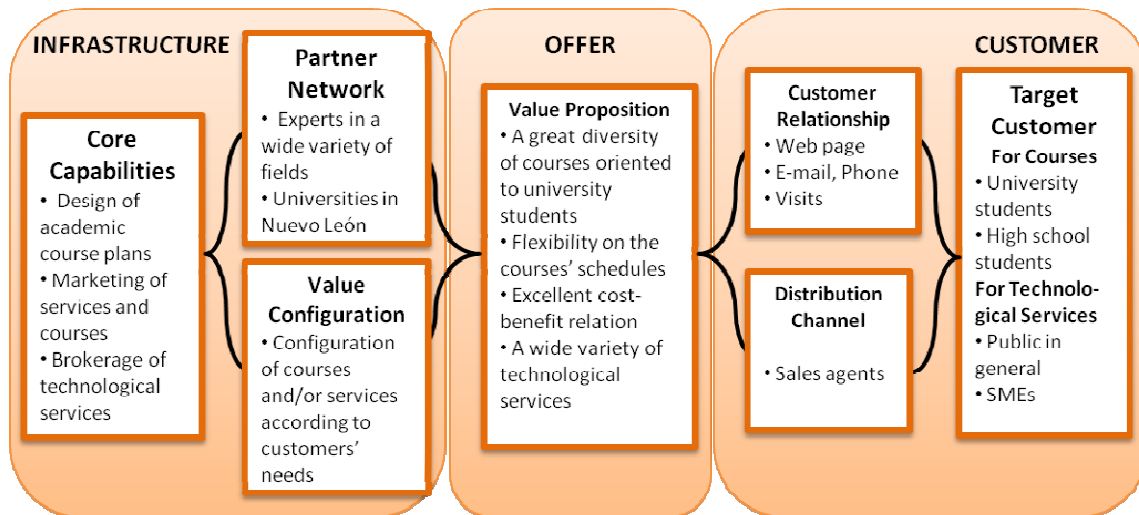 INFRASTRUCTURE
Core
Capabilities
• Design of
academic
course plans
• Marketing of
services and
courses
• Brokerage of
technological
services
Partner
Network
• Experts in a
wide variety of
fields
• Universities in
Nuevo León
Value
Configuration
• Configuration
of courses
and/or services
according to
customers'
needs
OFFER
Value Proposition
• A great diversity
of courses oriented
to university
students
• Flexibility on the
courses' schedules
• Excellent cost-
benefit relation
• A wide variety of
technological
services
CUSTOMER
Customer
Relationship
• Web page
• E-mail, Phone
• Visits
Distribution
Channel
• Sales agents
Target
Customer
For Courses
• University
students
• High school
students
For Technolo-
gical Services
• Public in
general
• SMEs